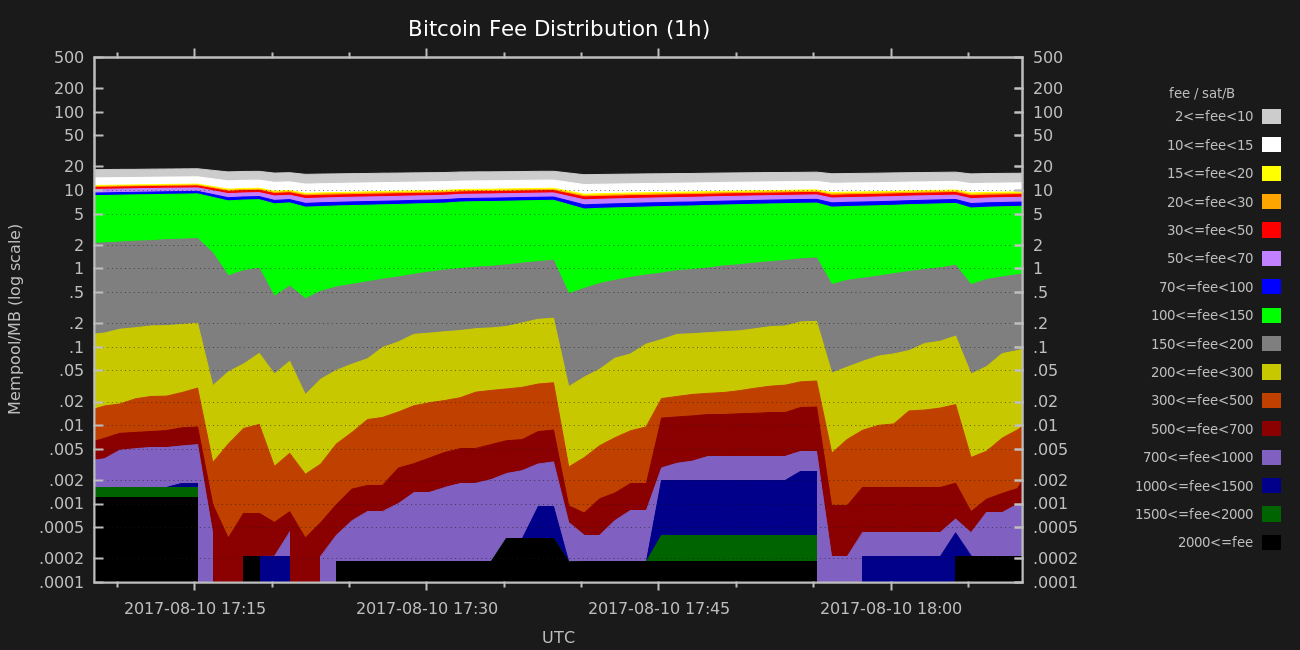 Bitcoin Fee Distribution (1h)
500 500
200 200
100 100
50 50
20 20
10 10
5 5
2 2
1 1
.5 .5
.2 .2
.1 .1
.05 .05
.02 .02
.01 .01
.005 .005
.002 .002
.001 .001
.0005 .0005
.0002 .0002
.0001 .0001
Mempool/MB (log scale)
2017-08-10 17:15 2017-08-10 17:30 2017-08-10 17:45 2017-08-10 18:00
UTC
fee / sat/B
2<=fee<10
10<=fee<15
15<=fee<20
20<=fee<30
30<=fee<50
50<=fee<70
70<=fee<100
100<=fee<150
150<=fee<200
200<=fee<300
300<=fee<500
500<=fee<700
700<=fee<1000
1000<=fee<1500
1500<=fee<2000
2000<=fee